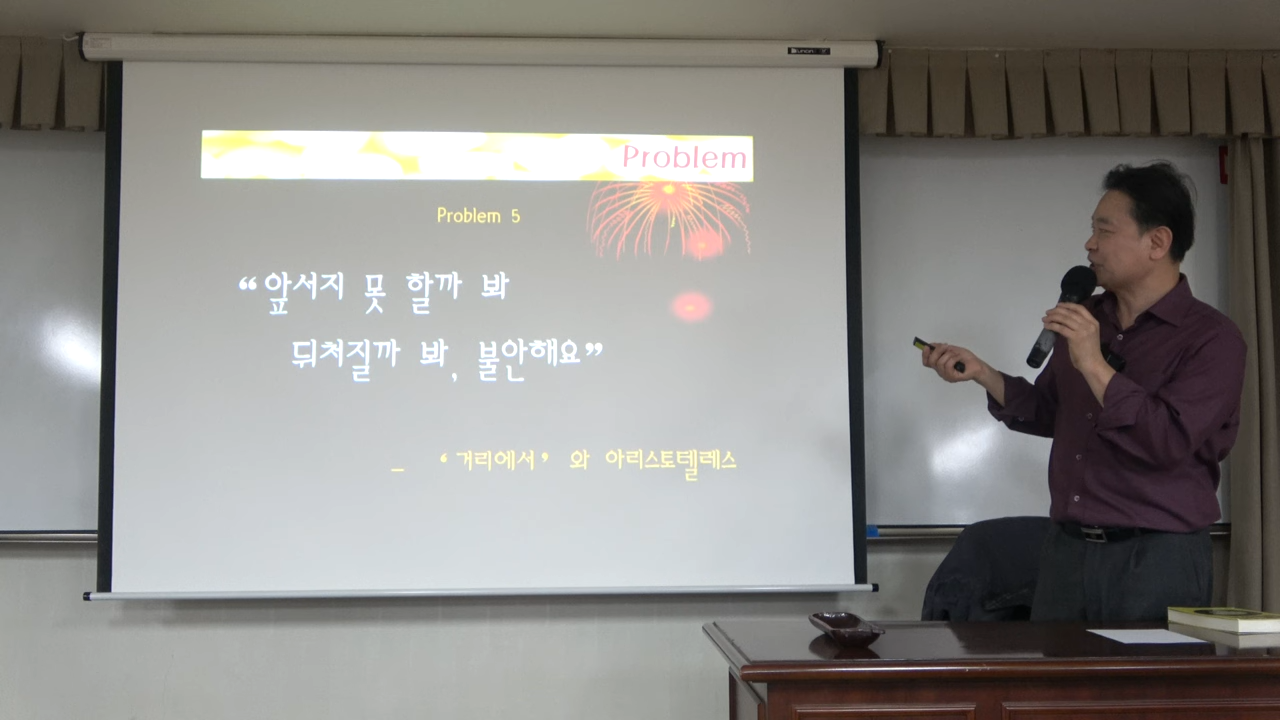 Problem
Problem 5
“앞서지 못 할까 봐
뒤쳐질까 봐, 불안해요”
_ ‘거리에서’ 와 아리스토텔레스